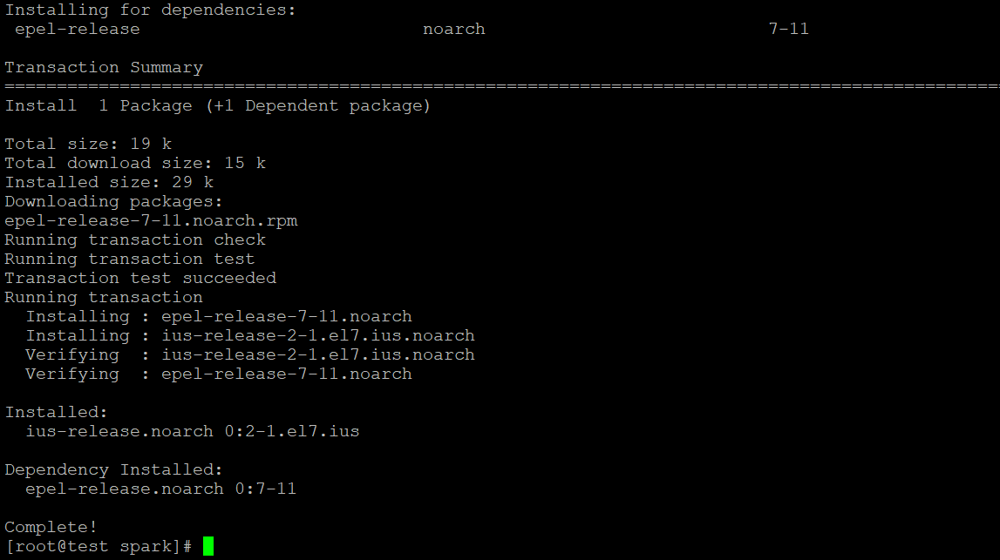 Installing for dependencies:
 epel-release                           noarch                           7-11

Transaction Summary
================================================================================================
Install  1 Package (+1 Dependent package)

Total size: 19 k
Total download size: 15 k
Installed size: 29 k
Downloading packages:
epel-release-7-11.noarch.rpm
Running transaction check
Running transaction test
Transaction test succeeded
Running transaction
  Installing : epel-release-7-11.noarch
  Installing : ius-release-2-1.el7.ius.noarch
  Verifying  : ius-release-2-1.el7.ius.noarch
  Verifying  : epel-release-7-11.noarch

Installed:
  ius-release.noarch 0:2-1.el7.ius

Dependency Installed:
  epel-release.noarch 0:7-11

Complete!
[root@test spark]#